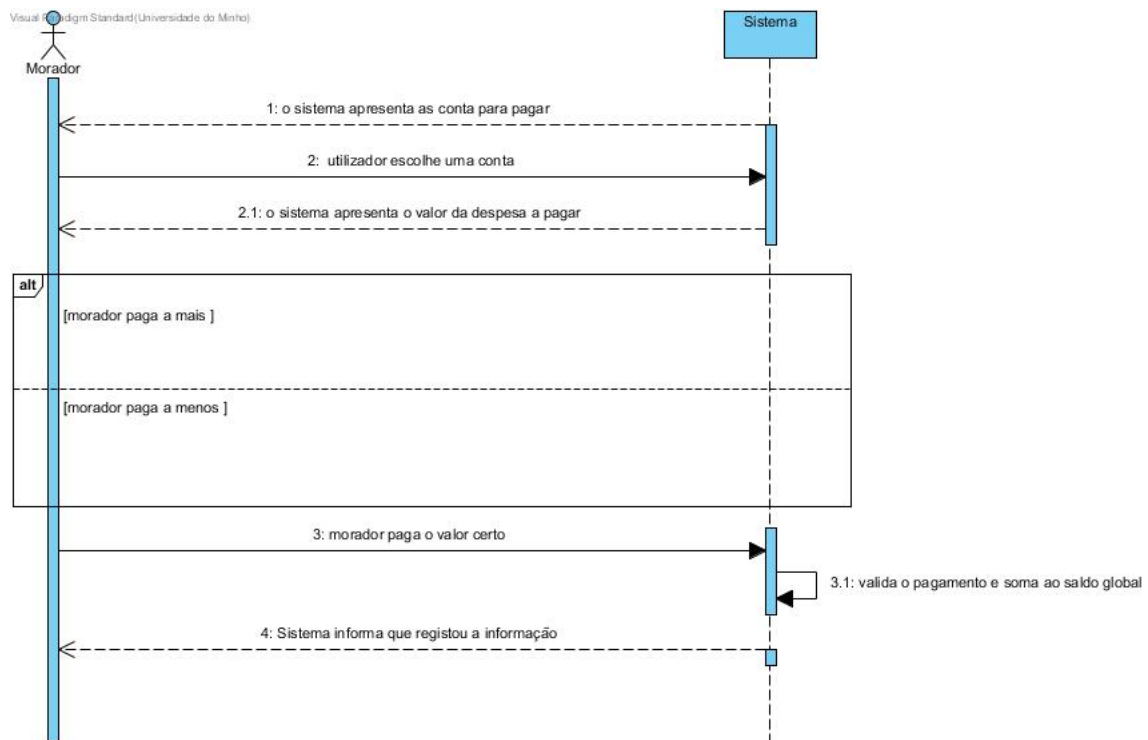 Visual Paradigm Standard(Universidade do Minho)
Sistema
Morador
1: o sistema apresenta as conta para pagar
2: utilizador escolhe uma conta
2.1: o sistema apresenta o valor da despesa a pagar
alt
[morador paga a mais ]
[morador paga a menos ]
3: morador paga o valor certo
3.1: valida o pagamento e soma ao saldo global
4: Sistema informa que registou a informação